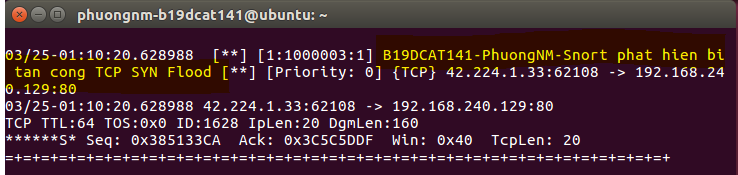 phuongnm-b19dcat141@ubuntu: ~
03/25-01:10:20.628988  [**] [1:1000003:1] B19DCAT141-PhuongNM-Snort phat hien bi
 tan cong TCP SYN Flood [**] [Priority: 0] {TCP} 42.224.1.33:62108 -> 192.168.24
0.129:80
03/25-01:10:20.628988 42.224.1.33:62108 -> 192.168.240.129:80
TCP TTL:64 TOS:0x0 ID:1628 IpLen:20 DgmLen:160
******S* Seq: 0x385133CA  Ack: 0x3C5C5DDF  Win: 0x40  TcpLen: 20
=+=+=+=+=+=+=+=+=+=+=+=+=+=+=+=+=+=+=+=+=+=+=+=+=+=+=+=+=+=+=+=+=+=+=+=+=+